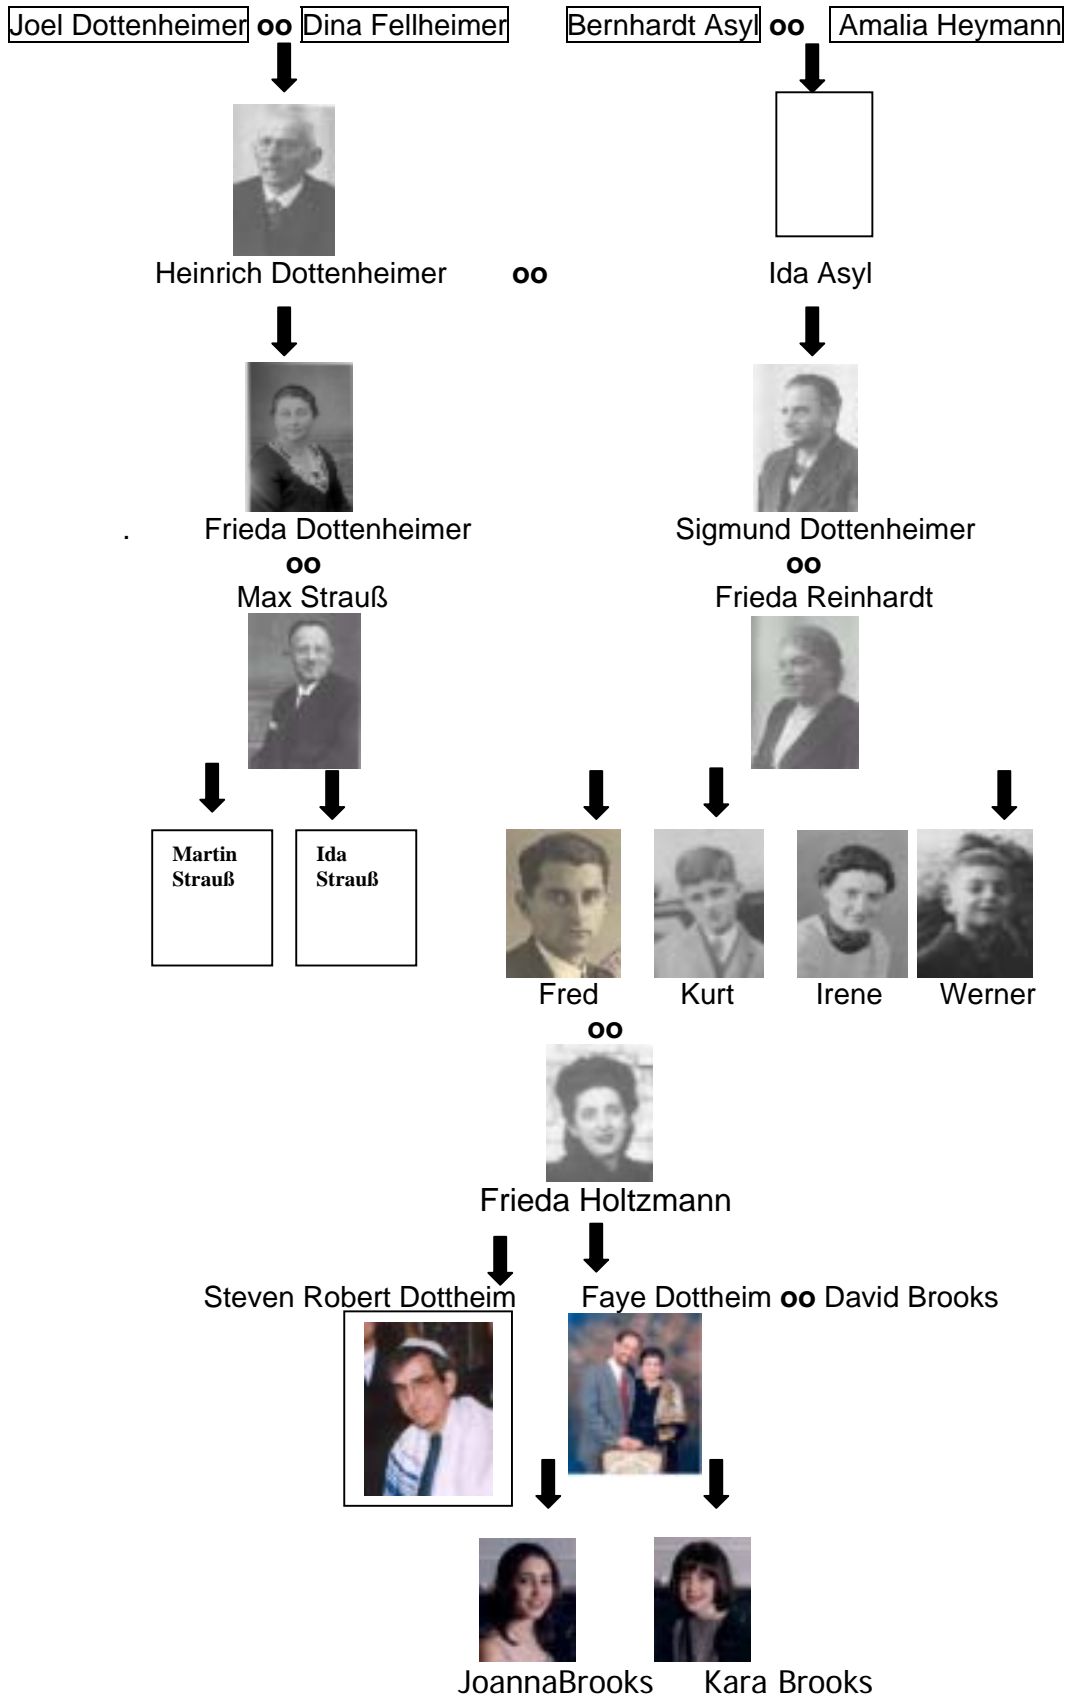 Joel Dottenheimer oo Dina Fellheimer Bernhardt Asyl oo Amalia Heymann
Heinrich Dottenheimer oo Ida Asyl
. Frieda Dottenheimer Sigmund Dottenheimer
oo oo
Max Strauß Frieda Reinhardt
Martin Strauß Ida Strauß
Fred Kurt Irene Werner
oo
Frieda Holtzmann
Steven Robert Dottheim Faye Dottheim oo David Brooks
JoannaBrooks Kara Brooks